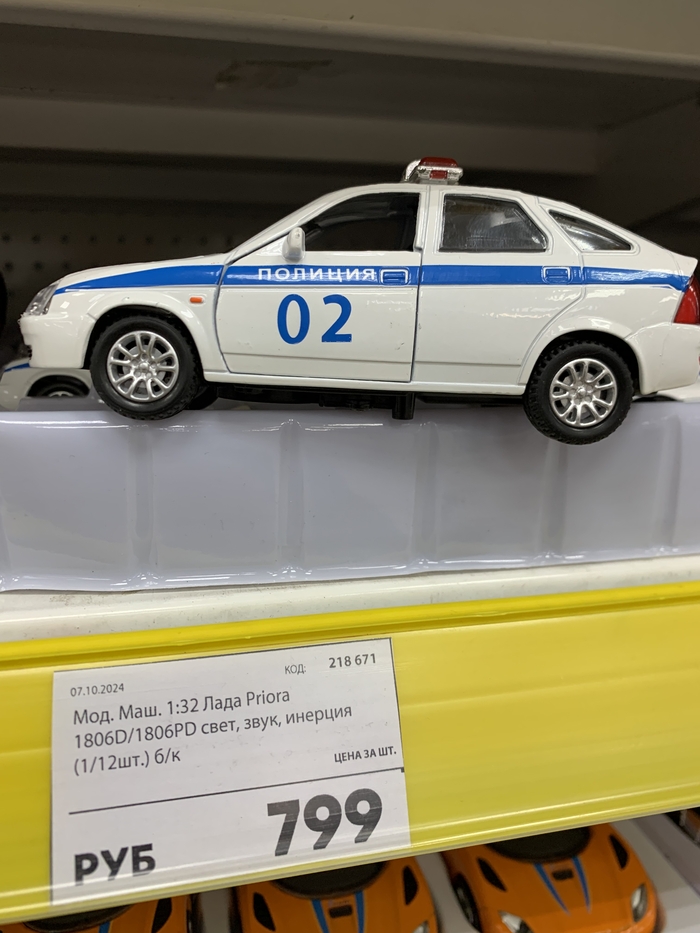 ПОЛИЦИЯ
02
КОД: 218 671
07.10.2024
Мод. Маш. 1:32 Лада Priora
1806D/1806PD свет, звук, инерция
(1/12шт.) б/к
ЦЕНА ЗА ШТ.
РУБ 799